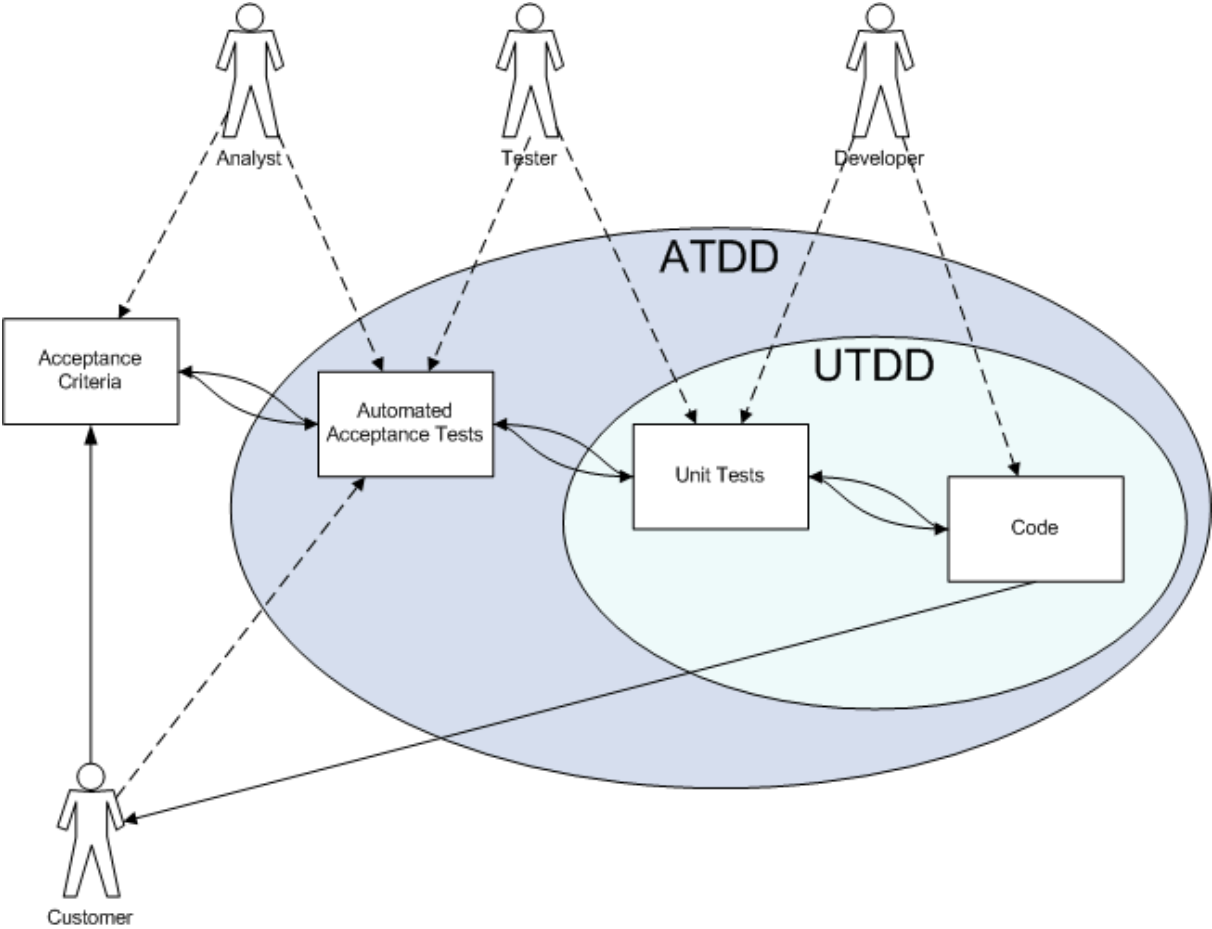 Analyst
Tester
Developer
ATDD
UTDD
Acceptance
Criteria
Automated
Acceptance Tests
Unit Tests
Code
Customer